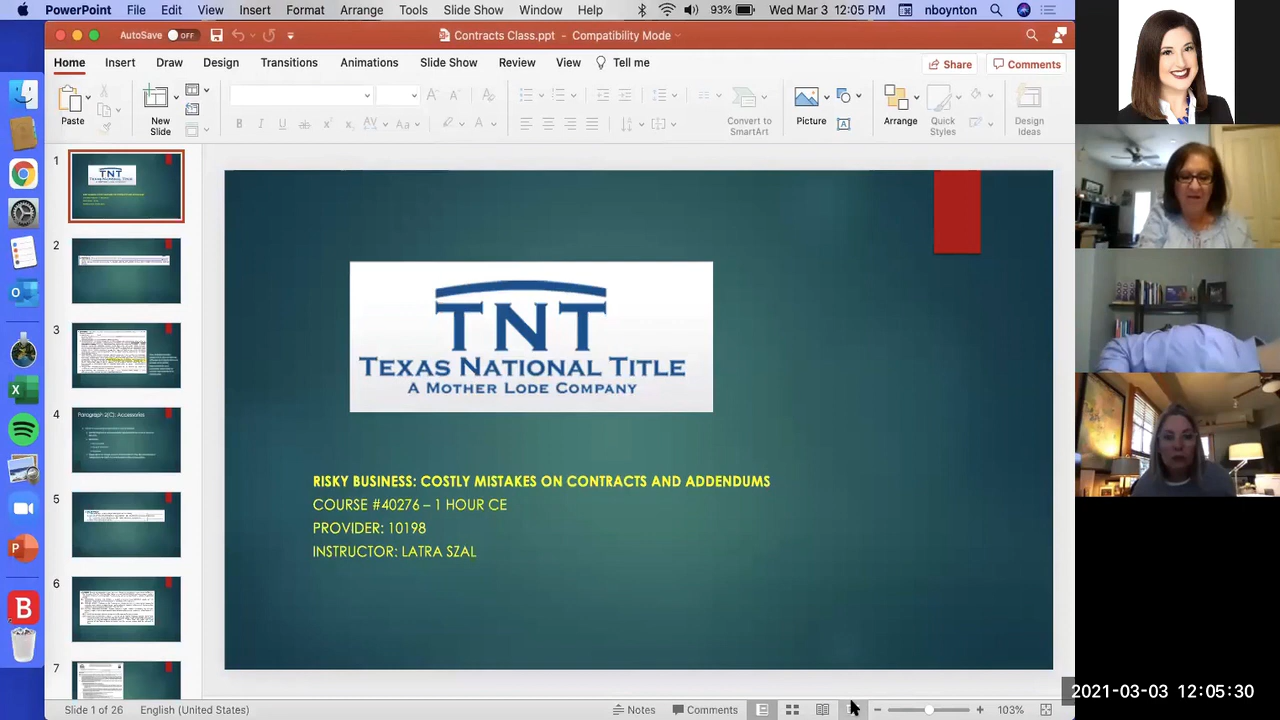 PowerPoint File Edit View Insert Format Arrange Tools Slide Show Window Help 93% Wed Mar 3 12:05 PM nboynton
AutoSave OFF Contracts Class.ppt - Compatibility Mode
Home Insert Draw Design Transitions Animations Slide Show Review View Tell me Share Comments
Paste New Slide Convert to SmartArt Picture Arrange Quick Styles Design Ideas
1
2
3
4
Paragraph 2(C): Accessories
5
6
7
TNT
TEXAS NATIONAL TITLE
A MOTHER LODE COMPANY
RISKY BUSINESS: COSTLY MISTAKES ON CONTRACTS AND ADDENDUMS
COURSE #40276 – 1 HOUR CE
PROVIDER: 10198
INSTRUCTOR: LATRA SZAL
Slide 1 of 26 English (United States) Notes Comments 103%
2021-03-03 12:05:30